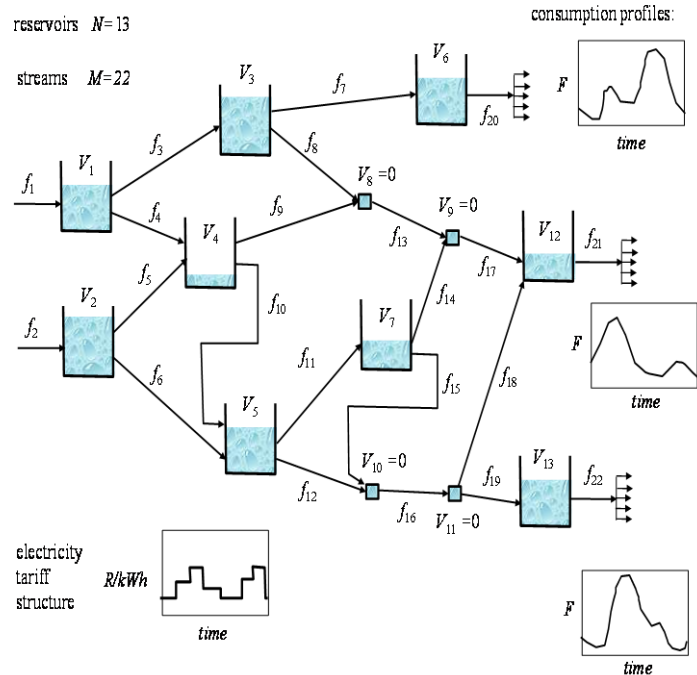 reservoirs N=13
consumption profiles:
streams M=22
V3
V6
f7
F
f20
time
f3
f8
V1
f1
V8=0
f4
f9
V9=0
V4
V12
f21
f13
f17
f5
V2
f10
f14
V7
f2
f11
f18
F
f6
f15
time
V5
V10=0
V13
f12
f19
f22
f16
V11=0
electricity
tariff
structure
R/kWh
F
time
time